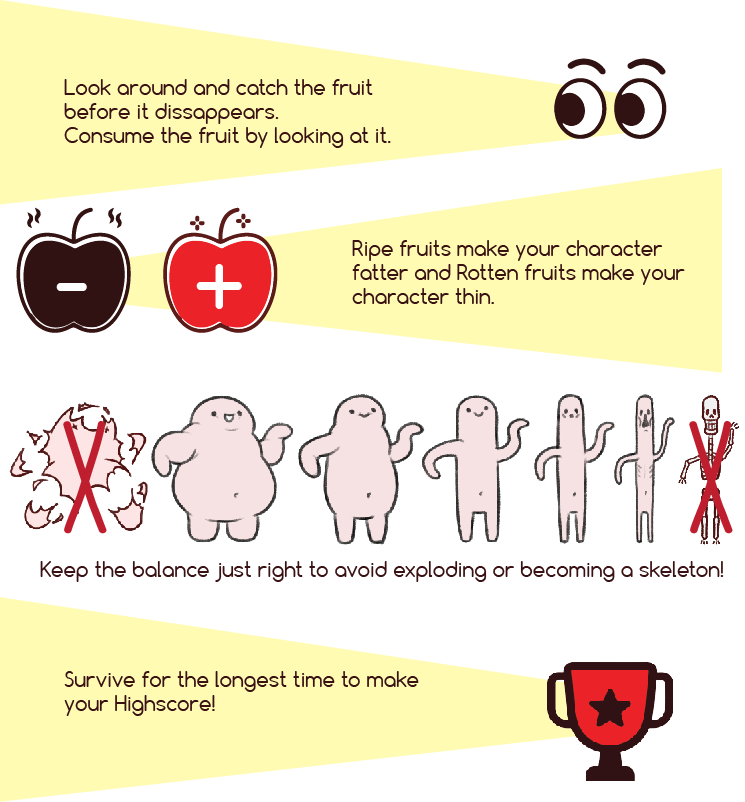 Look around and catch the fruit
before it dissappears.
Consume the fruit by looking at it.
Ripe fruits make your character
fatter and Rotten fruits make your
character thin.
Keep the balance just right to avoid exploding or becoming a skeleton!
Survive for the longest time to make
your Highscore!